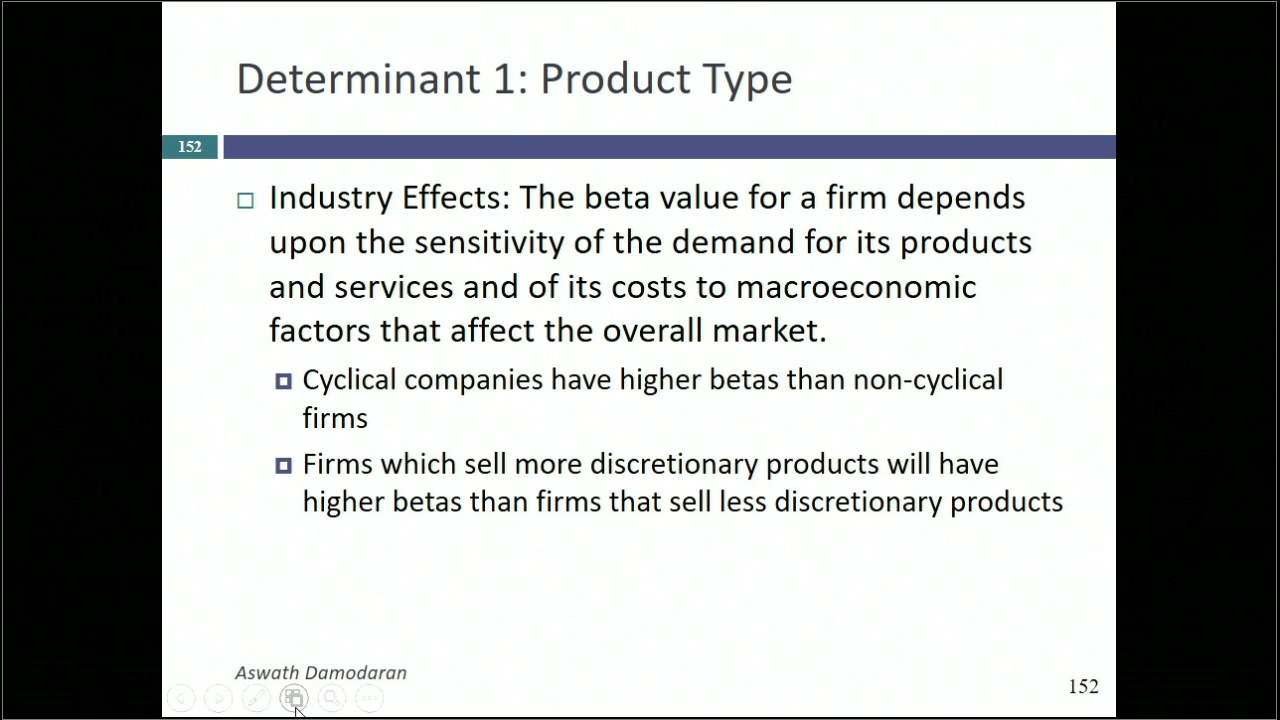 Determinant 1: Product Type
152
Industry Effects: The beta value for a firm depends
upon the sensitivity of the demand for its products
and services and of its costs to macroeconomic
factors that affect the overall market.
Cyclical companies have higher betas than non-cyclical
firms
Firms which sell more discretionary products will have
higher betas than firms that sell less discretionary products
Aswath Damodaran
152